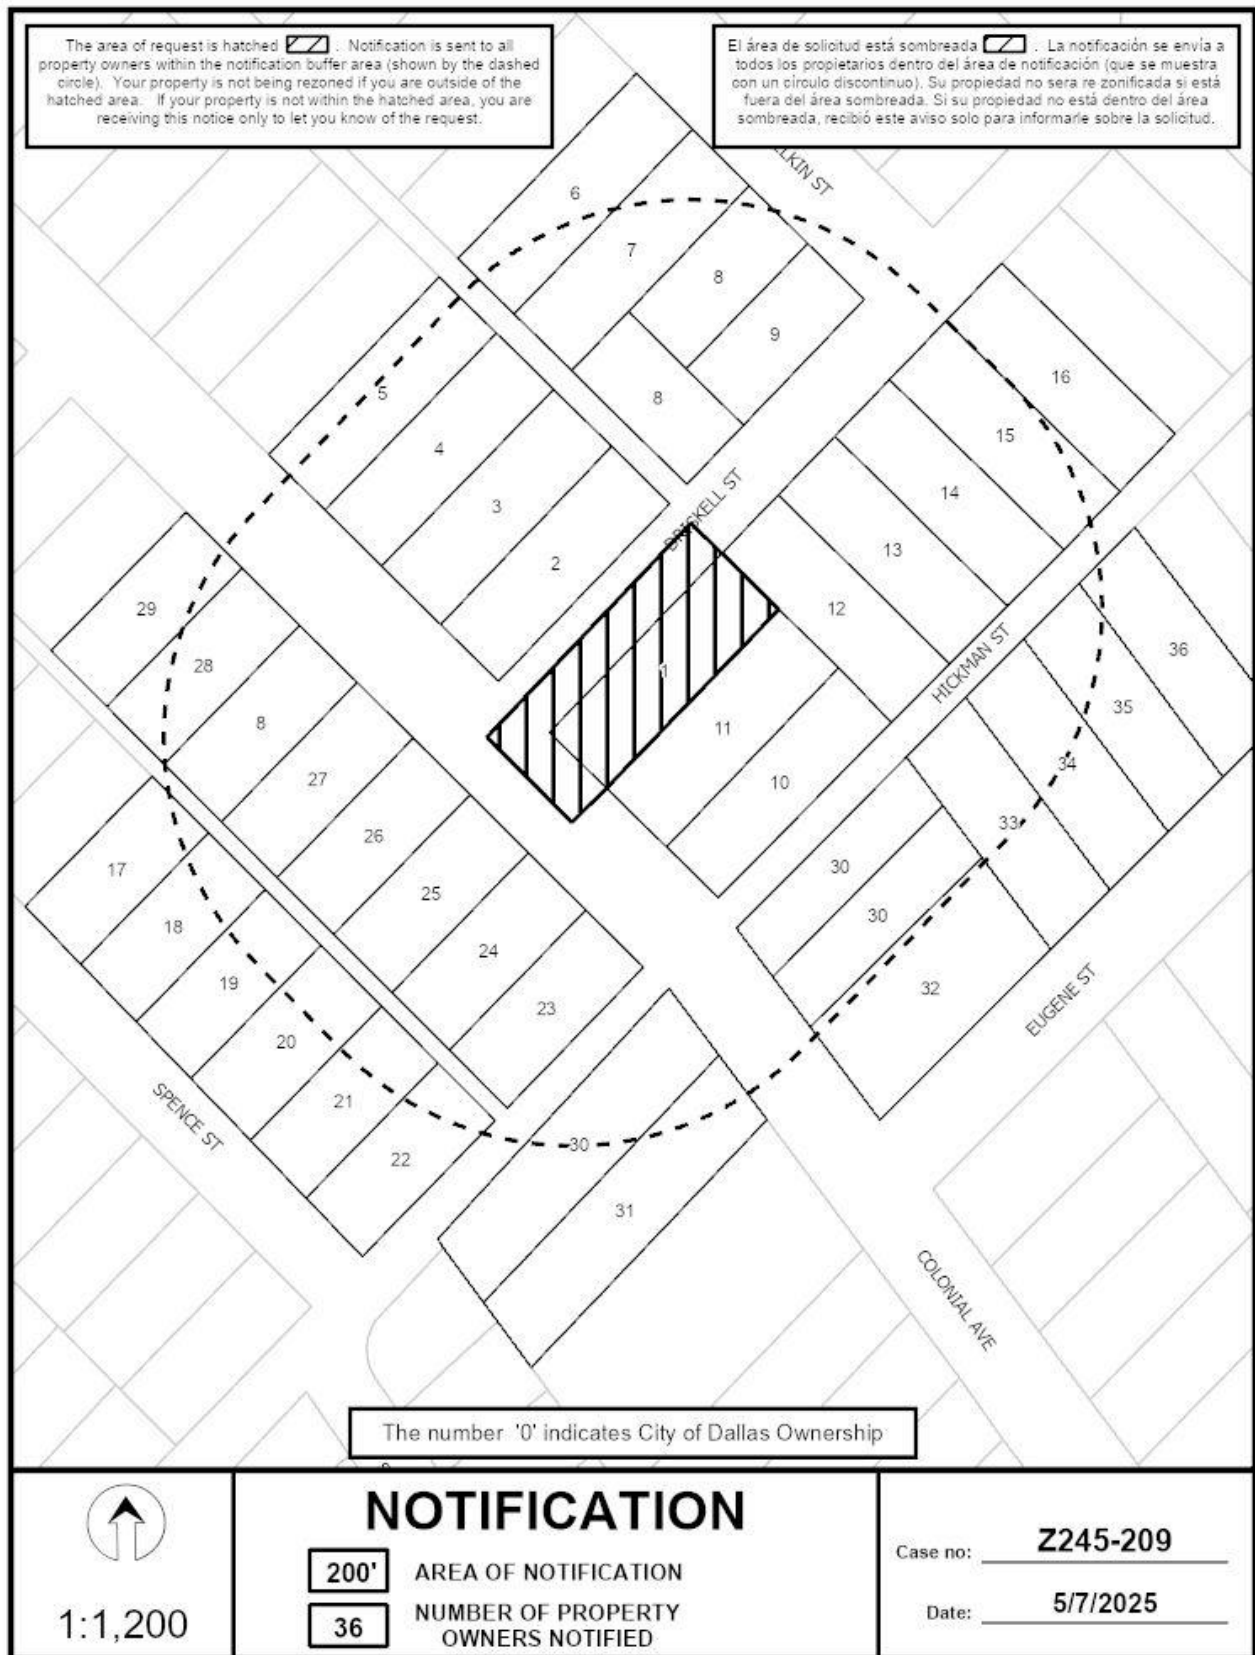 The area of request is hatched . Notification is sent to all
property owners within the notification buffer area (shown by the dashed
circle). Your property is not being rezoned if you are outside of the
hatched area. If your property is not within the hatched area, you are
receiving this notice only to let you know of the request.
El área de solicitud está sombreada . La notificación se envía a
todos los propietarios dentro del área de notificación (que se muestra
con un círculo discontinuo). Su propiedad no sera re zonificada si está
fuera del área sombreada. Si su propiedad no está dentro del área
sombreada, recibió este aviso solo para informarle sobre la solicitud.
ELKIN ST
6
7
8
9
8
5
4
3
2
DRISKELL ST
16
15
14
13
12
1
11
10
HICKMAN ST
36
35
34
33
30
30
32
EUGENE ST
29
28
8
27
26
25
24
23
17
18
19
20
21
22
SPENCE ST
30
31
COLONIAL AVE
The number '0' indicates City of Dallas Ownership
1:1,200
NOTIFICATION
200' AREA OF NOTIFICATION
36 NUMBER OF PROPERTY
OWNERS NOTIFIED
Case no: Z245-209
Date: 5/7/2025